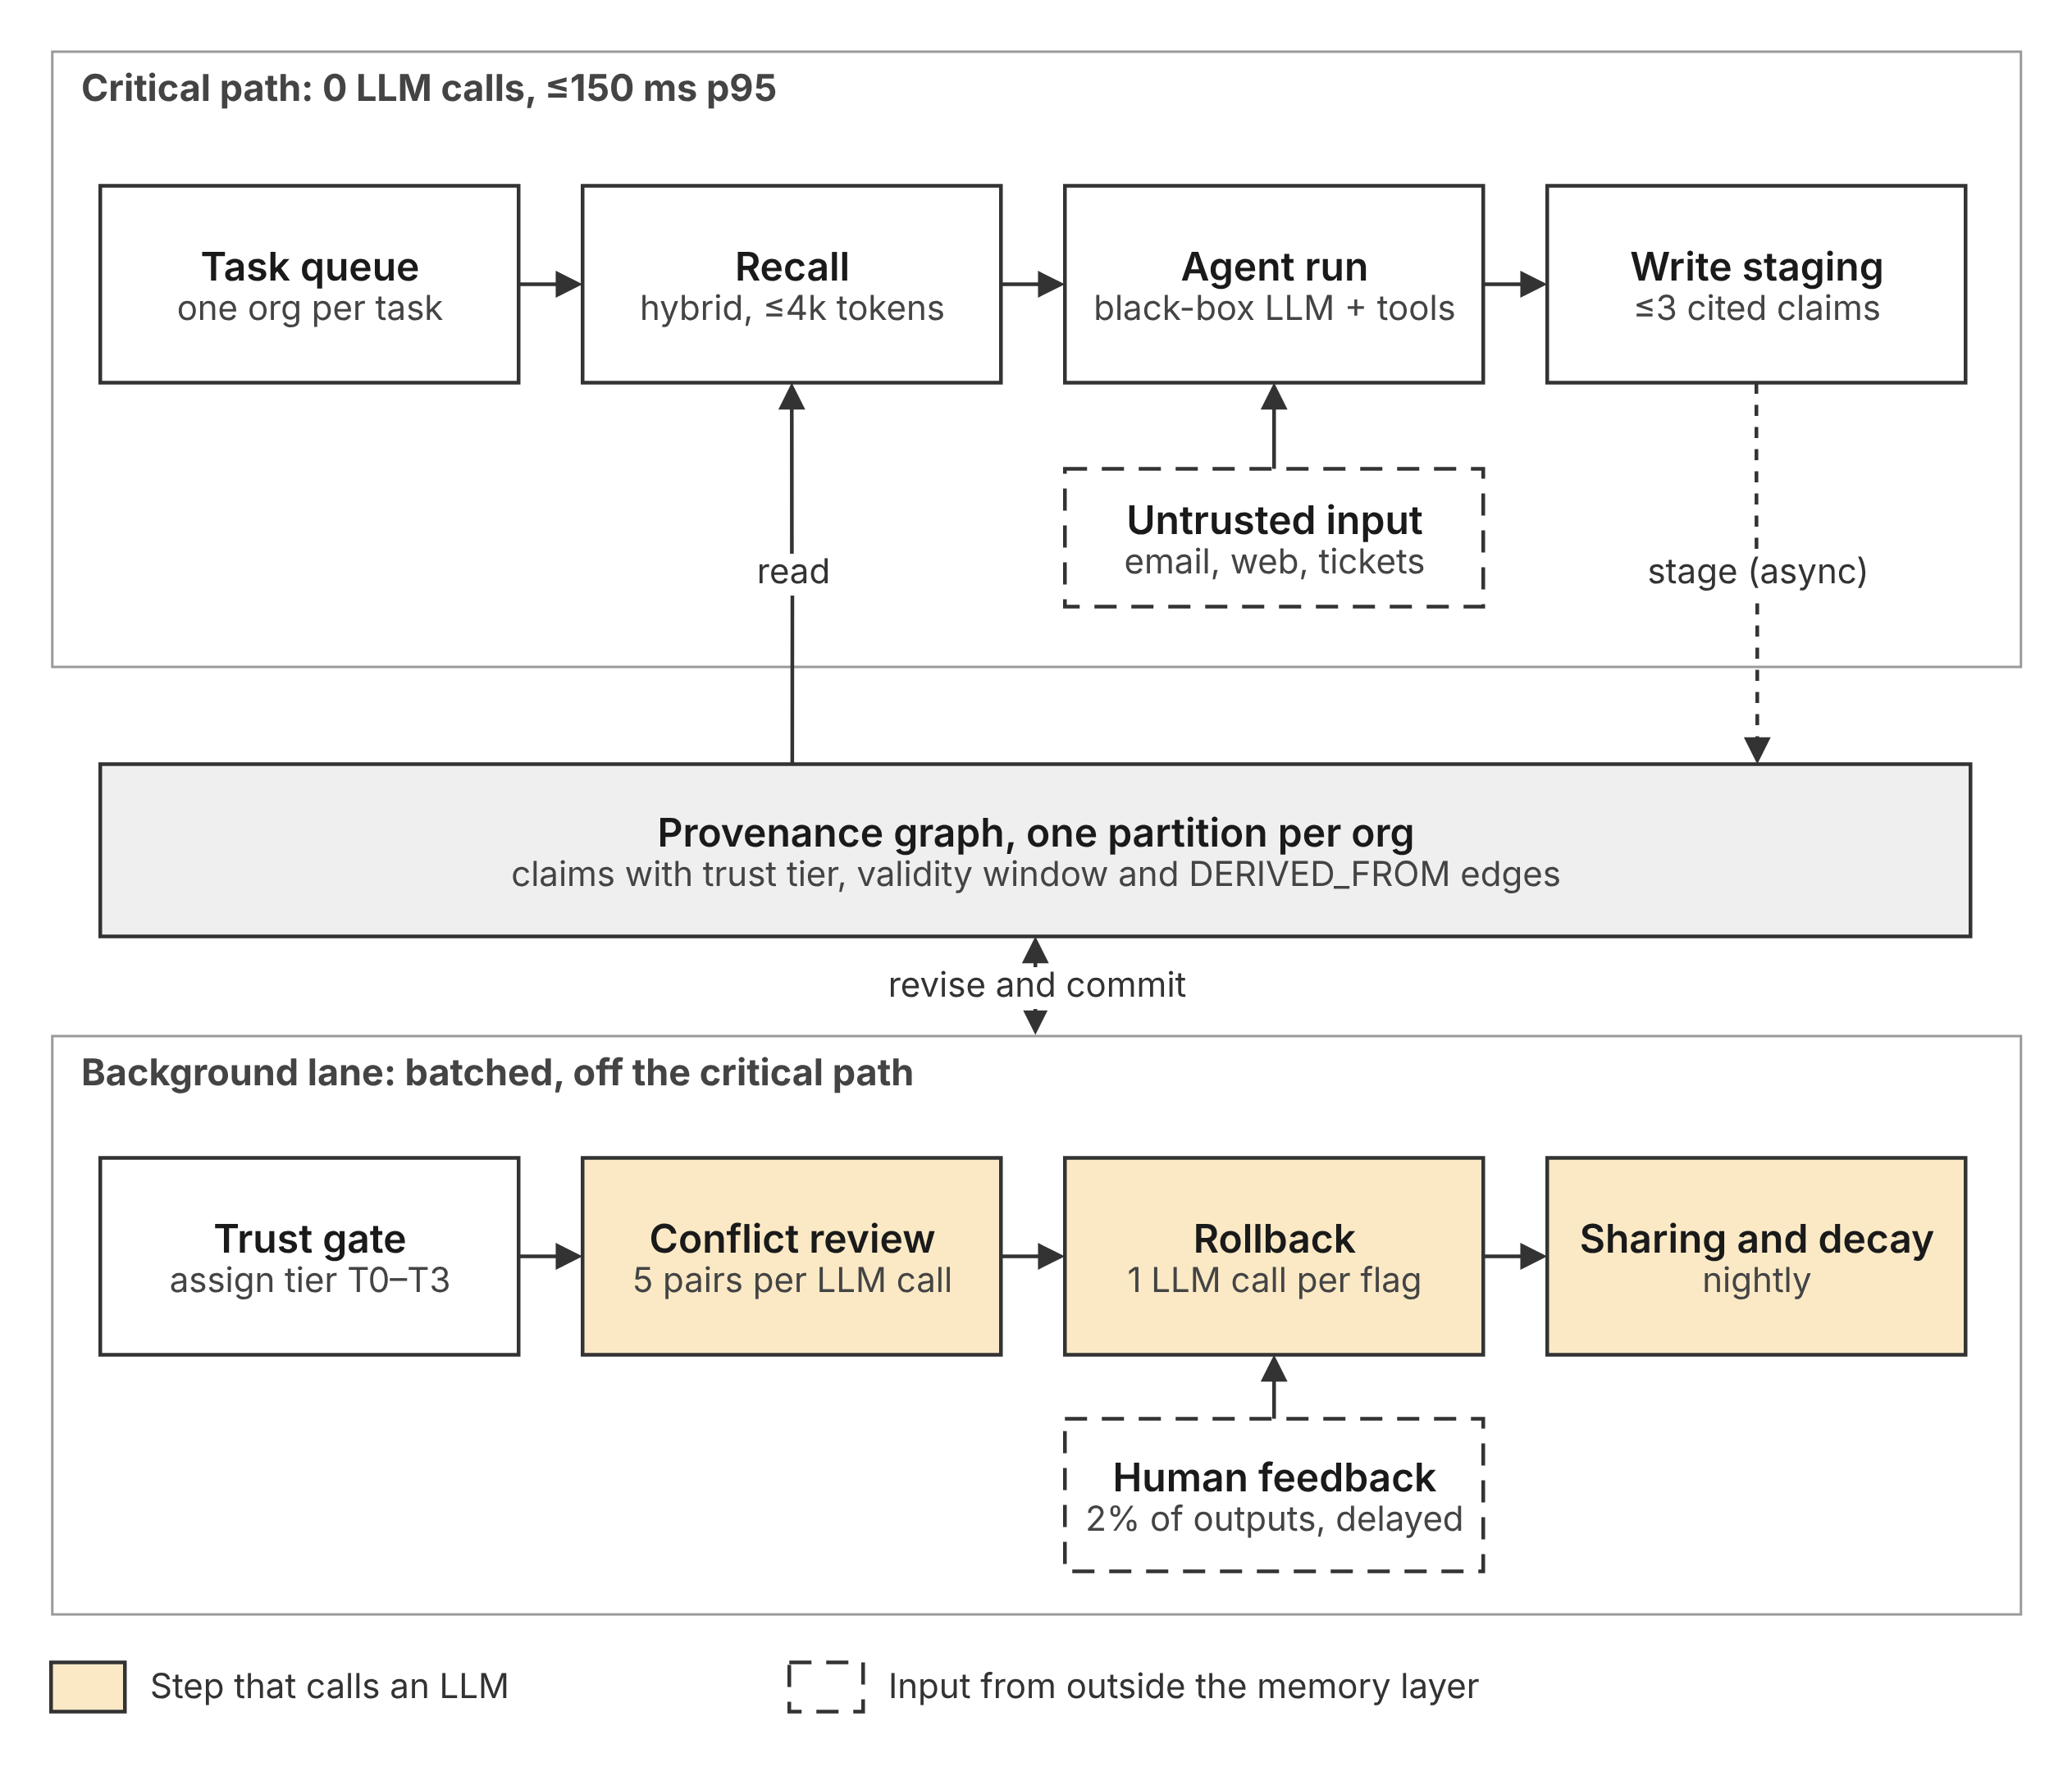 Critical path: 0 LLM calls, ≤150 ms p95
Task queue
one org per task
Recall
hybrid, ≤4k tokens
Agent run
black-box LLM + tools
Write staging
≤3 cited claims
Untrusted input
email, web, tickets
read
stage (async)
Provenance graph, one partition per org
claims with trust tier, validity window and DERIVED_FROM edges
revise and commit
Background lane: batched, off the critical path
Trust gate
assign tier T0–T3
Conflict review
5 pairs per LLM call
Rollback
1 LLM call per flag
Sharing and decay
nightly
Human feedback
2% of outputs, delayed
Step that calls an LLM
Input from outside the memory layer